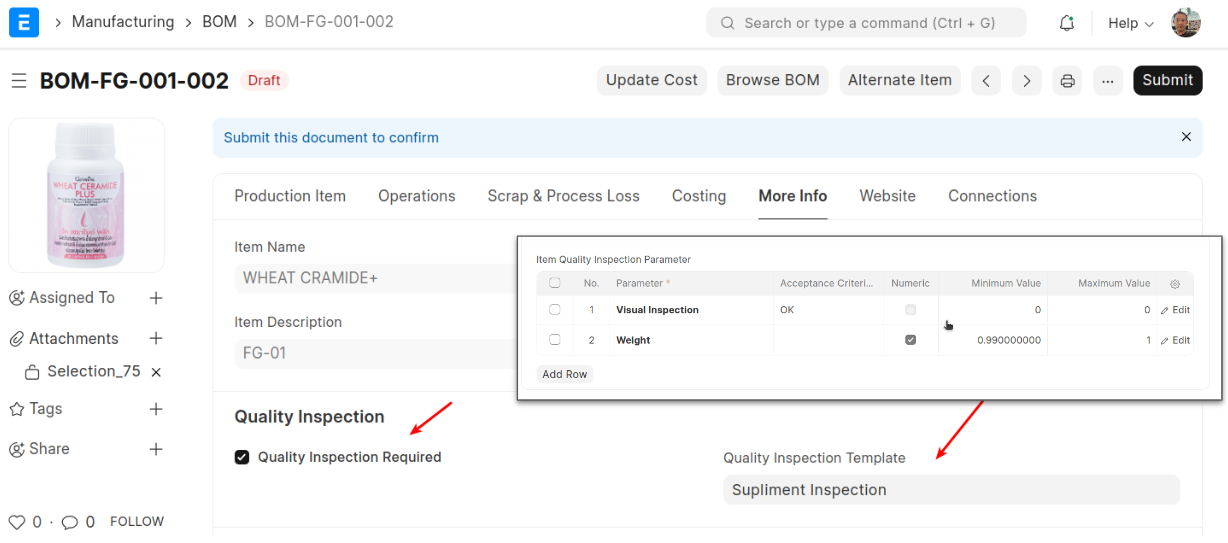 E
Manufacturing
BOM
BOM-FG-001-002
Search or type a command (Ctrl + G)
Help
BOM-FG-001-002
Draft
Update Cost
Browse BOM
Alternate Item
...
Submit
WHEAT CERAMIDE
PLUS
Submit this document to confirm
Production Item
Operations
Scrap & Process Loss
Costing
More Info
Website
Connections
Item Name
WHEAT CRAMIDE+
Item Description
FG-01
Item Quality Inspection Parameter
No. Parameter * Acceptance Criteri... Numeric Minimum Value Maximum Value
1 Visual Inspection OK 0 0 Edit
2 Weight 0.990000000 1 Edit
Add Row
Assigned To
Attachments
Selection_75
Tags
Share
Quality Inspection
Quality Inspection Required
Quality Inspection Template
Supliment Inspection
0 · 0 FOLLOW